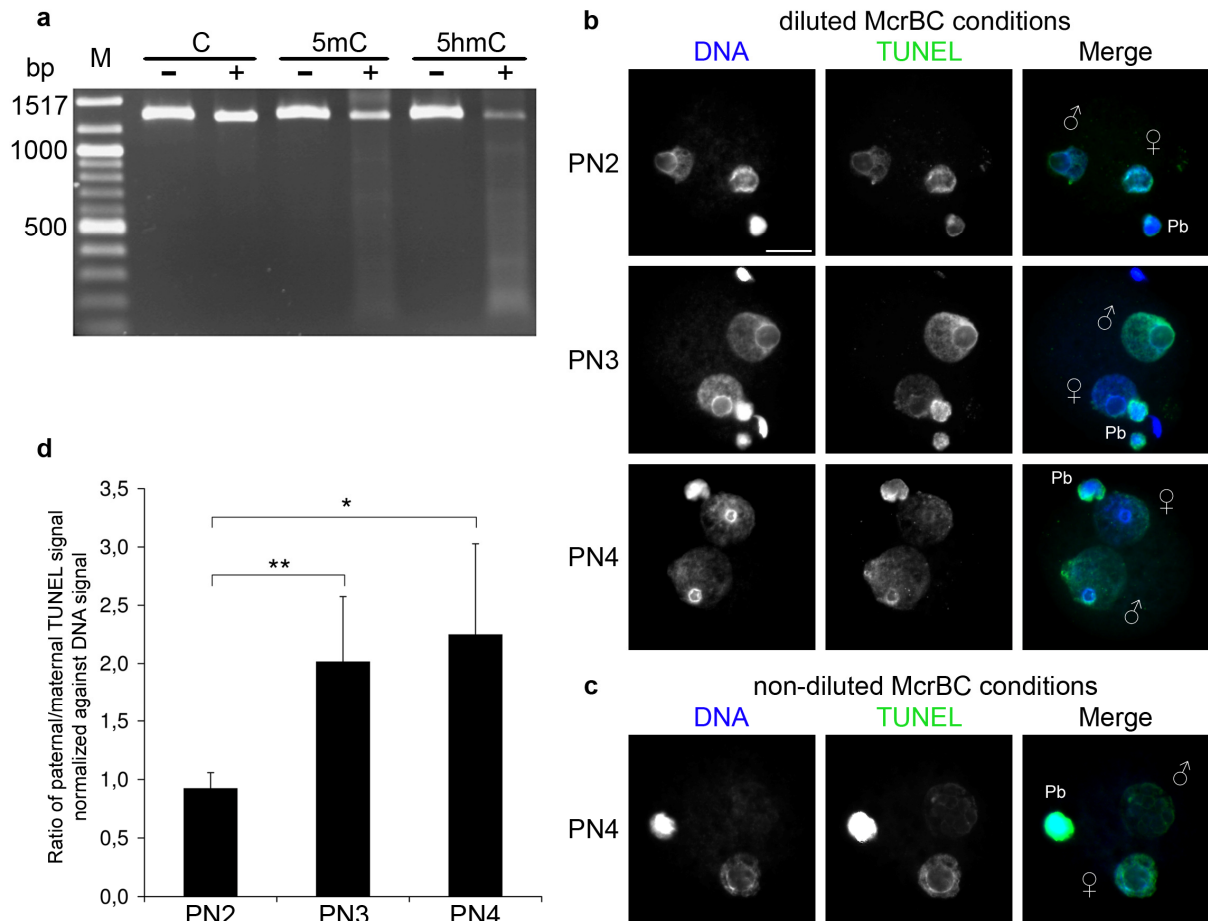 a
C 5mC 5hmC
M
bp − + − + − +
1517
1000
500
b
diluted McrBC conditions
DNA TUNEL Merge
PN2
♂ ♀
Pb
PN3
♂
♀
Pb
PN4
Pb ♀
♂
c
non-diluted McrBC conditions
DNA TUNEL Merge
PN4
Pb ♂
♀
d
Ratio of paternal/maternal TUNEL signal
normalized against DNA signal
3,5
3,0
2,5
2,0
1,5
1,0
0,5
0,0
*
**
PN2 PN3 PN4